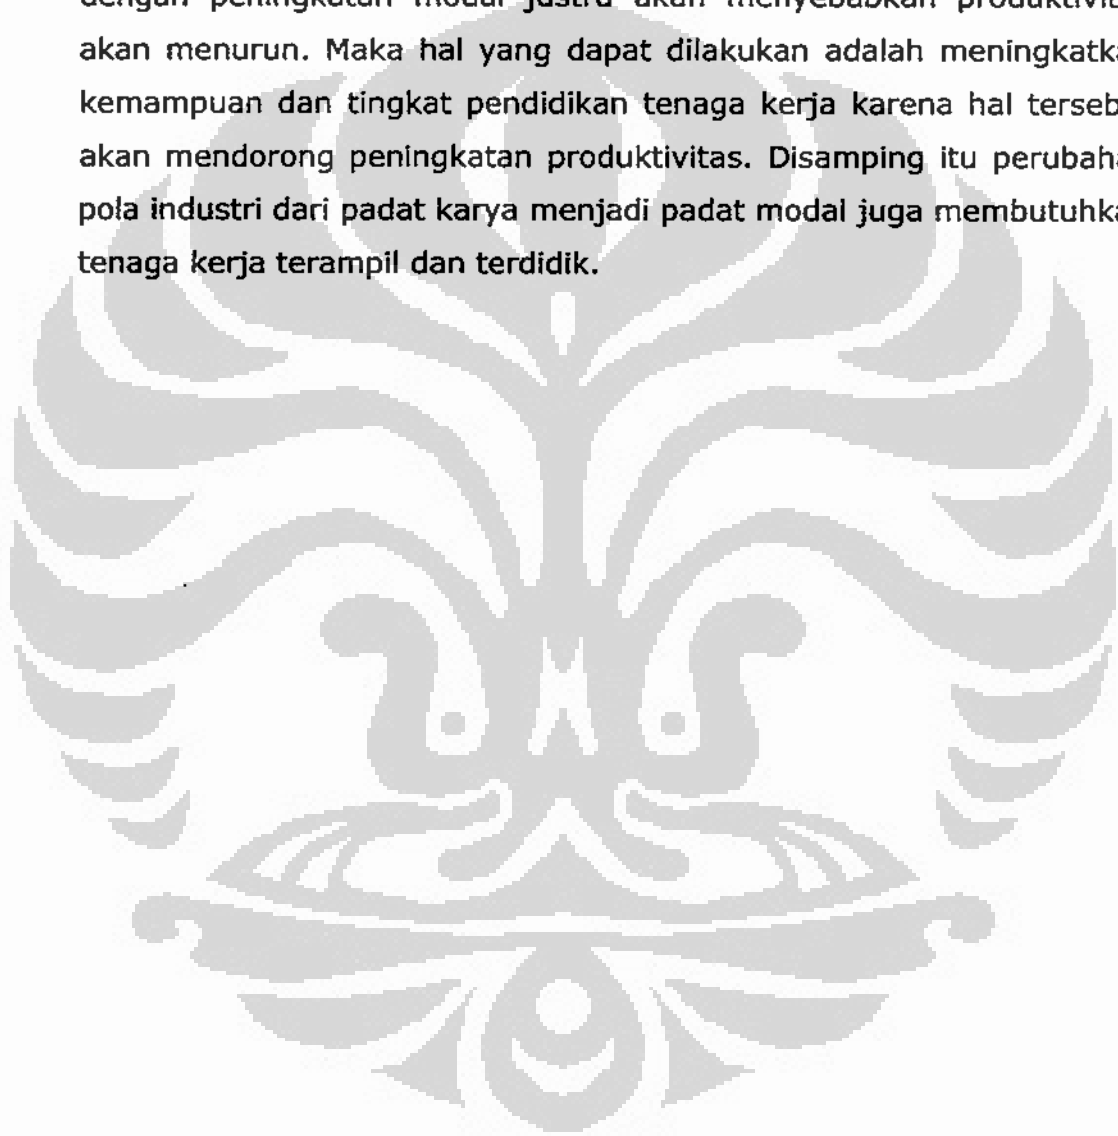 dengan peningkatan modal justru akan menyebabkan produktivit
akan menurun. Maka hal yang dapat dilakukan adalah meningkatk
kemampuan dan tingkat pendidikan tenaga kerja karena hal terseb
akan mendorong peningkatan produktivitas. Disamping itu perubah
pola industri dari padat karya menjadi padat modal juga membutuhk
tenaga kerja terampil dan terdidik.